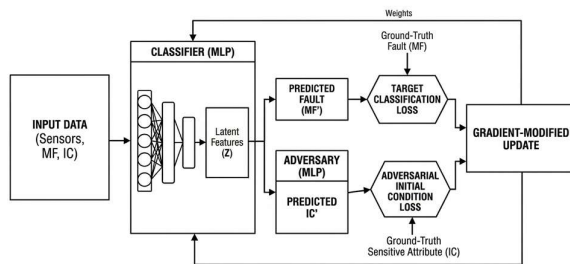 Weights
CLASSIFIER (MLP)
Ground-Truth
Fault (MF)
INPUT DATA
(Sensors,
MF, IC)
Latent
Features
(Z)
PREDICTED
FAULT
(MF')
TARGET
CLASSIFICATION
LOSS
GRADIENT-MODIFIED
UPDATE
ADVERSARY
(MLP)
PREDICTED
IC'
ADVERSARIAL
INITIAL
CONDITION
LOSS
Ground-Truth
Sensitive Attribute (IC)